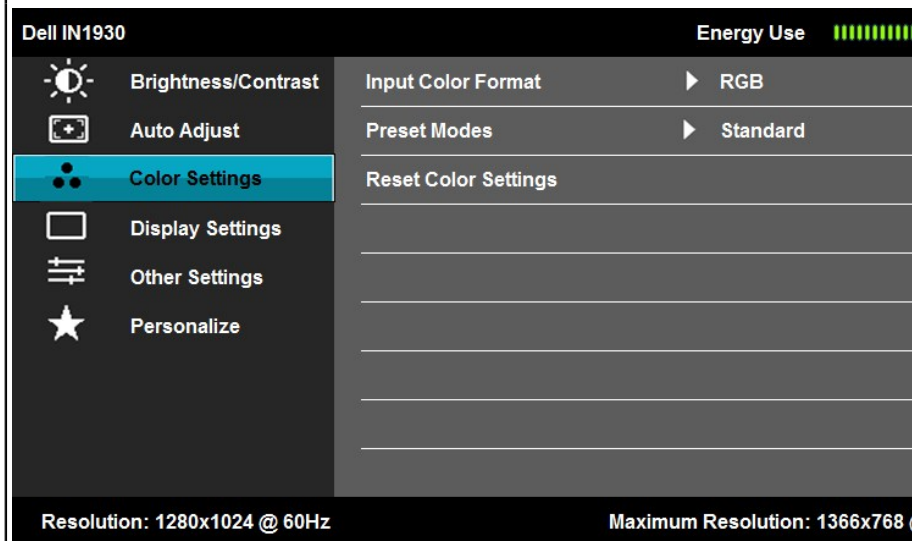 Dell IN1930 Energy Use
Brightness/Contrast Input Color Format RGB
Auto Adjust Preset Modes Standard
Color Settings Reset Color Settings
Display Settings
Other Settings
Personalize
Resolution: 1280x1024 @ 60Hz Maximum Resolution: 1366x768 @